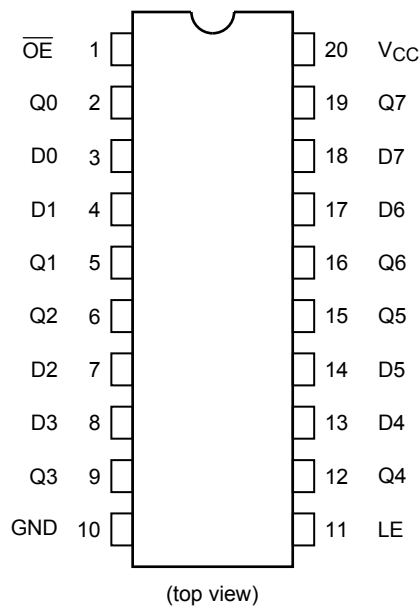 O̅E̅ 1 20 VCC
Q0 2 19 Q7
D0 3 18 D7
D1 4 17 D6
Q1 5 16 Q6
Q2 6 15 Q5
D2 7 14 D5
D3 8 13 D4
Q3 9 12 Q4
GND 10 11 LE
(top view)